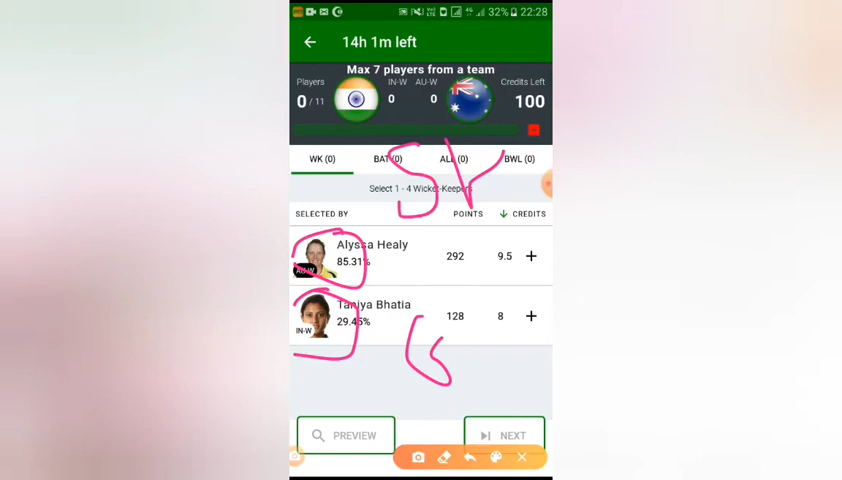 32% 22:28
14h 1m left
Max 7 players from a team
Players IN-W AU-W Credits Left
0 / 11 0 0 100
WK (0) BAT (0) ALL (0) BWL (0)
Select 1 - 4 Wicket-Keepers
SELECTED BY POINTS CREDITS
Alyssa Healy
85.31% 292 9.5 +
AU-W
Taniya Bhatia
29.45% 128 8 +
IN-W
PREVIEW NEXT